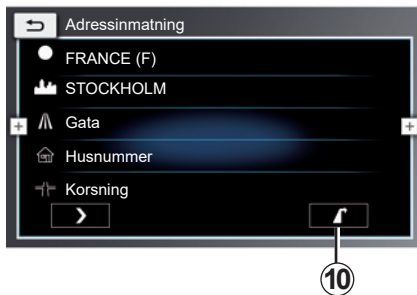 Adressinmatning
FRANCE (F)
STOCKHOLM
Gata
Husnummer
Korsning
10